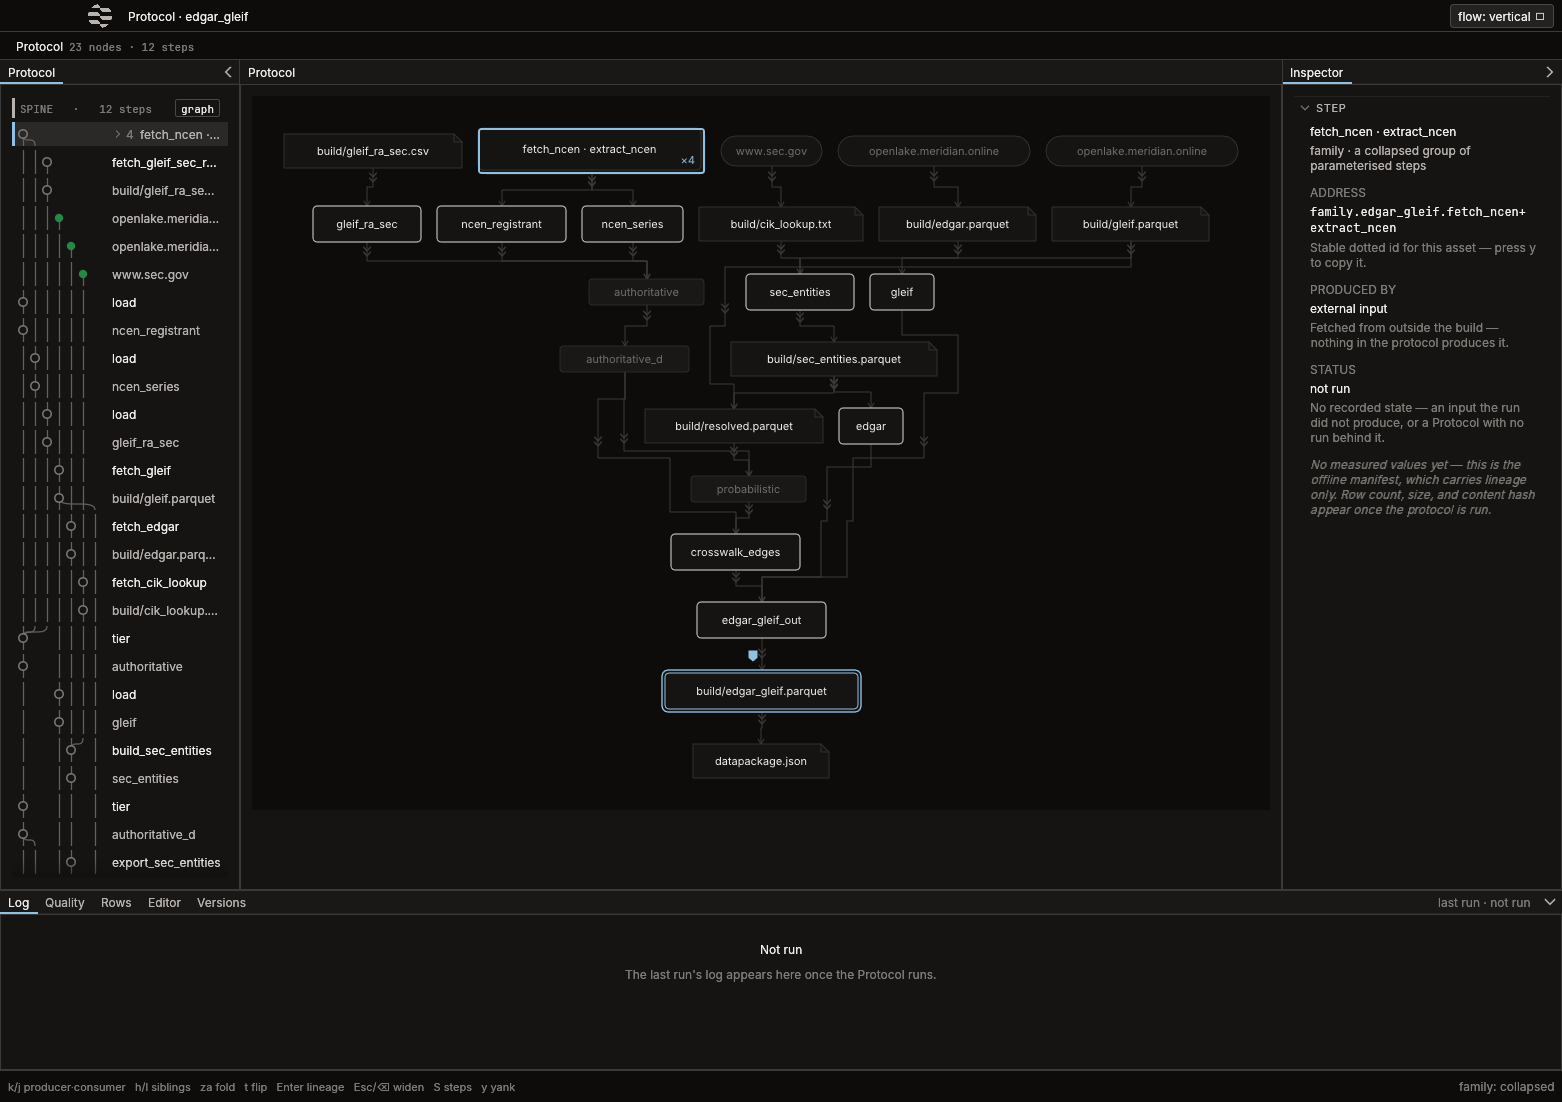 Protocol · edgar_gleif
flow: vertical
Protocol 23 nodes · 12 steps
Protocol
Protocol
Inspector
SPINE · 12 steps graph
4 fetch_ncen ·...
fetch_gleif_sec_r...
build/gleif_ra_se...
openlake.meridia...
openlake.meridia...
www.sec.gov
load
ncen_registrant
load
ncen_series
load
gleif_ra_sec
fetch_gleif
build/gleif.parquet
fetch_edgar
build/edgar.parq...
fetch_cik_lookup
build/cik_lookup....
tier
authoritative
load
gleif
build_sec_entities
sec_entities
tier
authoritative_d
export_sec_entities
build/gleif_ra_sec.csv
fetch_ncen · extract_ncen
×4
www.sec.gov
openlake.meridian.online
openlake.meridian.online
gleif_ra_sec
ncen_registrant
ncen_series
build/cik_lookup.txt
build/edgar.parquet
build/gleif.parquet
authoritative
sec_entities
gleif
authoritative_d
build/sec_entities.parquet
build/resolved.parquet
edgar
probabilistic
crosswalk_edges
edgar_gleif_out
build/edgar_gleif.parquet
datapackage.json
STEP
fetch_ncen · extract_ncen
family · a collapsed group of
parameterised steps
ADDRESS
family.edgar_gleif.fetch_ncen+
extract_ncen
Stable dotted id for this asset — press y
to copy it.
PRODUCED BY
external input
Fetched from outside the build —
nothing in the protocol produces it.
STATUS
not run
No recorded state — an input the run
did not produce, or a Protocol with no
run behind it.
No measured values yet — this is the
offline manifest, which carries lineage
only. Row count, size, and content hash
appear once the protocol is run.
Log Quality Rows Editor Versions
last run · not run
Not run
The last run's log appears here once the Protocol runs.
k/j producer·consumer h/l siblings za fold t flip Enter lineage Esc/⌫ widen S steps y yank
family: collapsed